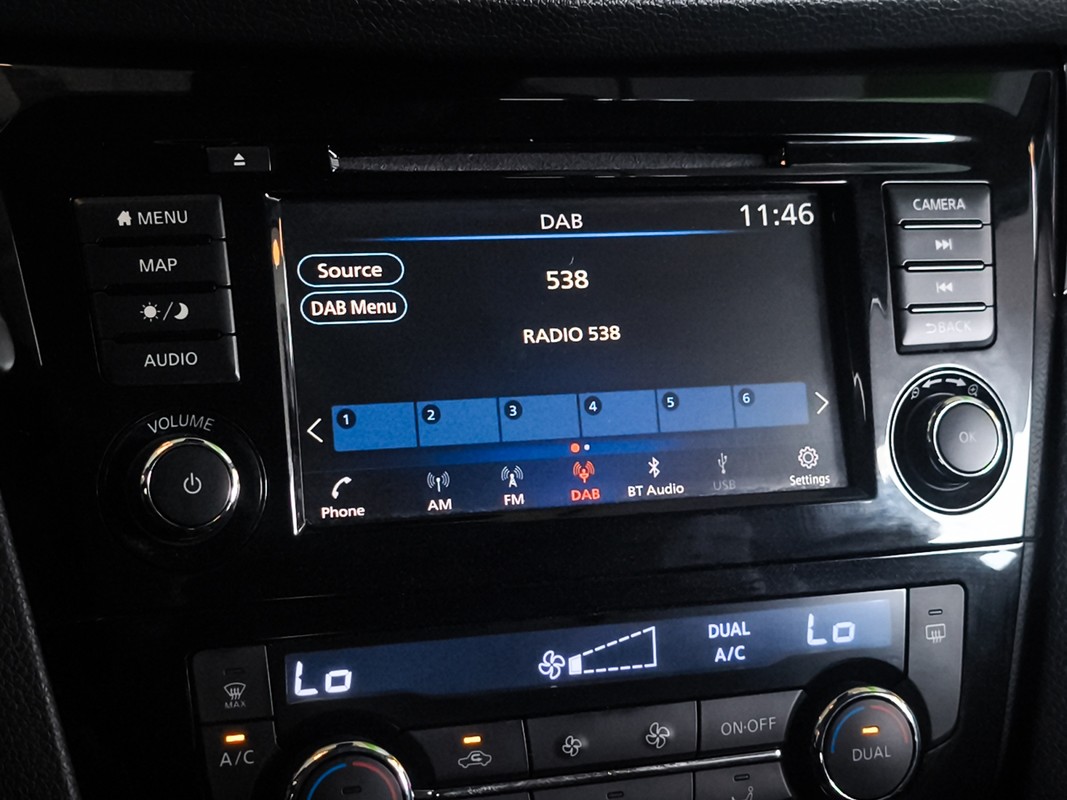 MENU
MAP
AUDIO
VOLUME
DAB
11:46
Source
DAB Menu
538
RADIO 538
1 2 3 4 5 6
Phone
AM
FM
DAB
BT Audio
USB
Settings
CAMERA
BACK
OK
Lo
DUAL
A/C
Lo
MAX
A/C
ON·OFF
DUAL